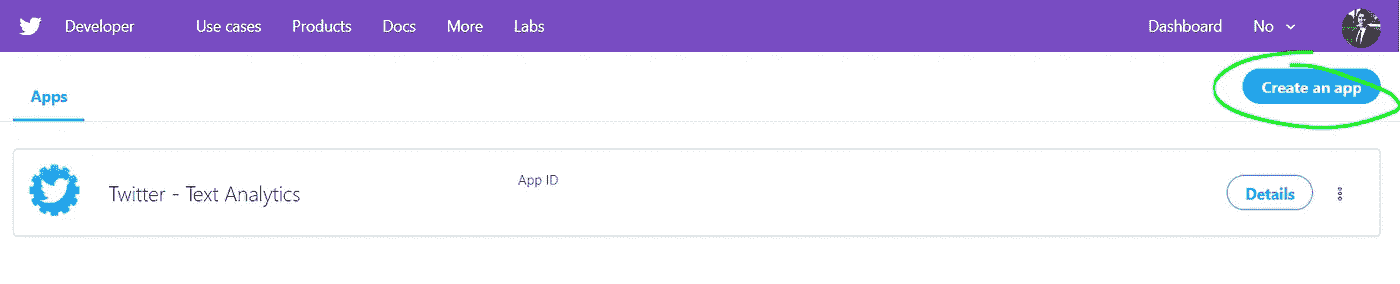 Developer Use cases Products Docs More Labs Dashboard No
Apps Create an app
Twitter - Text Analytics App ID Details